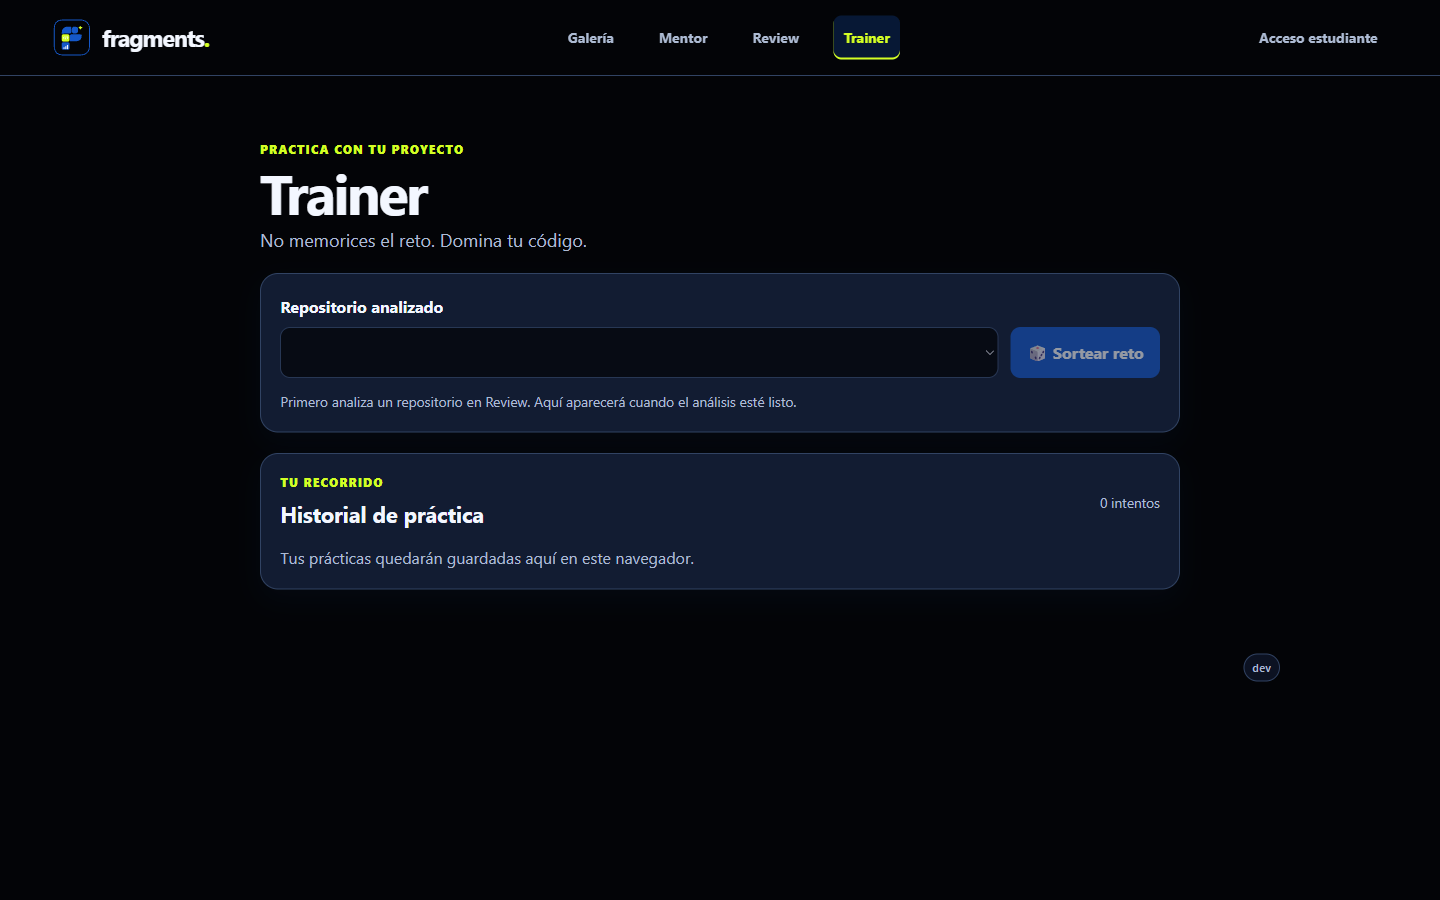 fragments.
Galería
Mentor
Review
Trainer
Acceso estudiante
PRACTICA CON TU PROYECTO
Trainer
No memorices el reto. Domina tu código.
Repositorio analizado
Sortear reto
Primero analiza un repositorio en Review. Aquí aparecerá cuando el análisis esté listo.
TU RECORRIDO
Historial de práctica
0 intentos
Tus prácticas quedarán guardadas aquí en este navegador.
dev